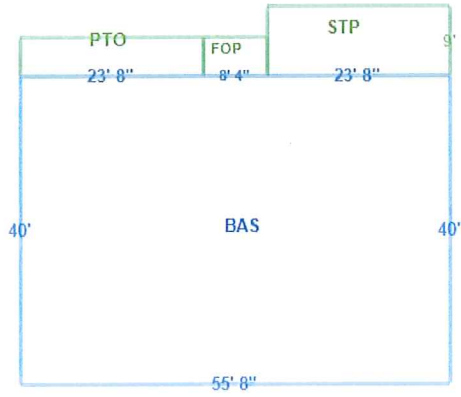 PTO
FOP
STP
9'
23' 8"
8' 4"
23' 8"
BAS
40'
40'
55' 8"